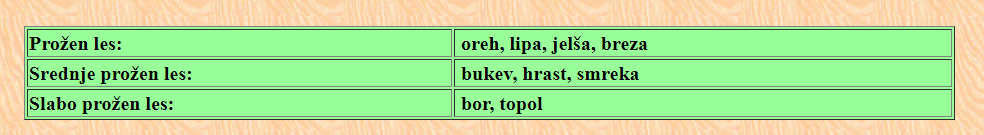 Prožen les: oreh, lipa, jelša, breza
Srednje prožen les: bukev, hrast, smreka
Slabo prožen les: bor, topol